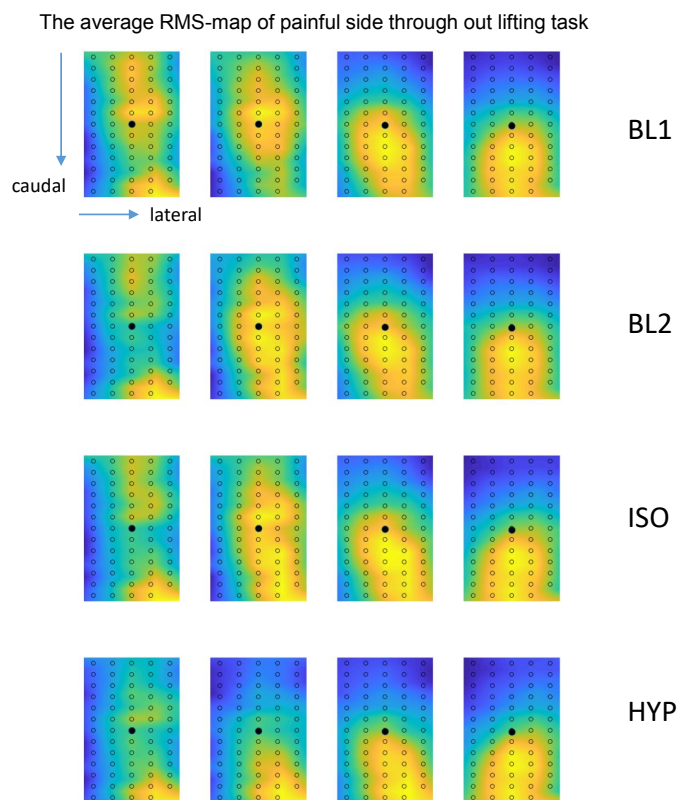 The average RMS-map of painful side through out lifting task
BL1
caudal
lateral
BL2
ISO
HYP